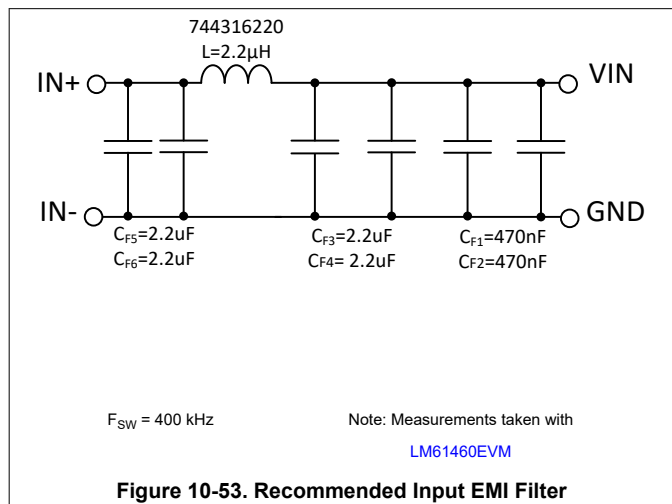 744316220
L=2.2µH
IN+
VIN
IN-
GND
CF5=2.2uF
CF6=2.2uF
CF3=2.2uF
CF4= 2.2uF
CF1=470nF
CF2=470nF
FSW = 400 kHz
Note: Measurements taken with
LM61460EVM
Figure 10-53. Recommended Input EMI Filter